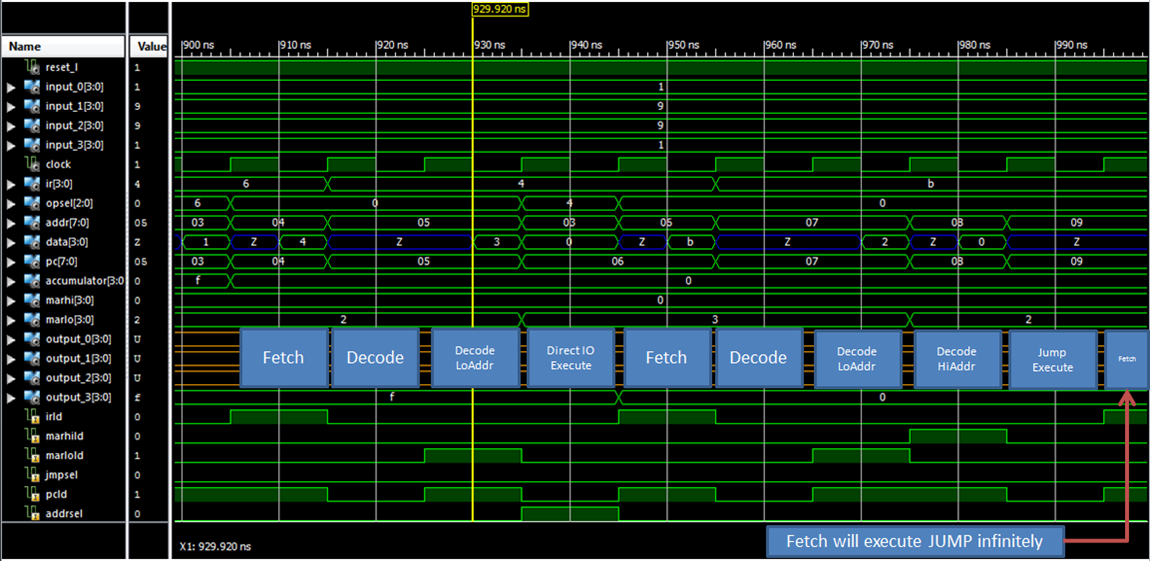 929.920 ns
Name Value
900 ns 910 ns 920 ns 930 ns 940 ns 950 ns 960 ns 970 ns 980 ns 990 ns
reset_l 1
input_0[3:0] 1 1
input_1[3:0] 9 9
input_2[3:0] 9 9
input_3[3:0] 1 1
clock 1
ir[3:0] 4 6 4 b
opsel[2:0] 0 6 0 4 0
addr[7:0] 05 03 04 05 03 05 07 08 09
data[3:0] Z 1 Z 4 Z 3 0 Z b Z 2 Z 0 Z
pc[7:0] 05 03 04 05 06 07 08 09
accumulator[3:0 0 f 0
marhi[3:0] 0 0
marlo[3:0] 2 2 3 2
output_0[3:0] U
output_1[3:0] U
output_2[3:0] U
Fetch
Decode
Decode
LoAddr
Direct IO
Execute
Fetch
Decode
Decode
LoAddr
Decode
HiAddr
Jump
Execute
Fetch
output_3[3:0] f f 0
irld 0
marhild 0
marlold 1
jmpsel 0
pcld 1
addrsel 0
Fetch will execute JUMP infinitely
X1: 929.920 ns